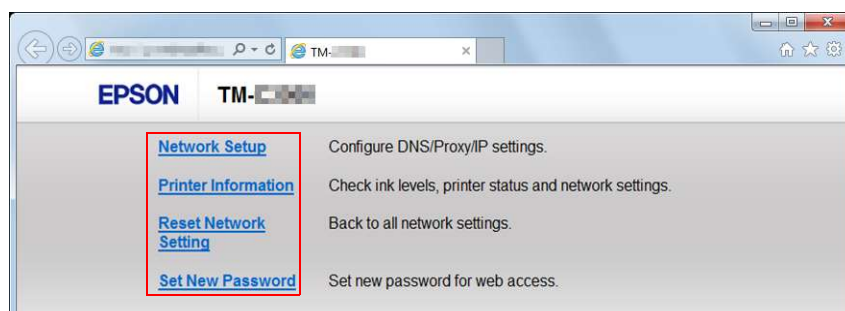 TM-
EPSON TM-
Network Setup Configure DNS/Proxy/IP settings.
Printer Information Check ink levels, printer status and network settings.
Reset Network Back to all network settings.
Setting
Set New Password Set new password for web access.